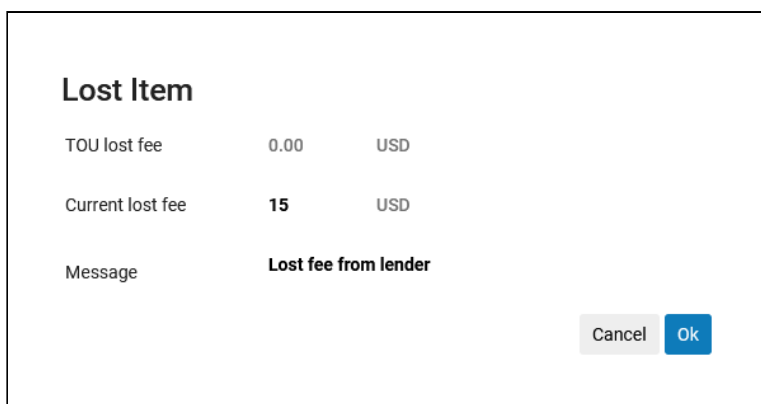 Lost Item
TOU lost fee 0.00 USD
Current lost fee 15 USD
Message Lost fee from lender
Cancel Ok